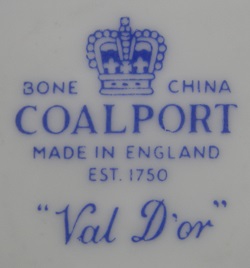 BONE CHINA
COALPORT
MADE IN ENGLAND
EST. 1750
"Val D'or"